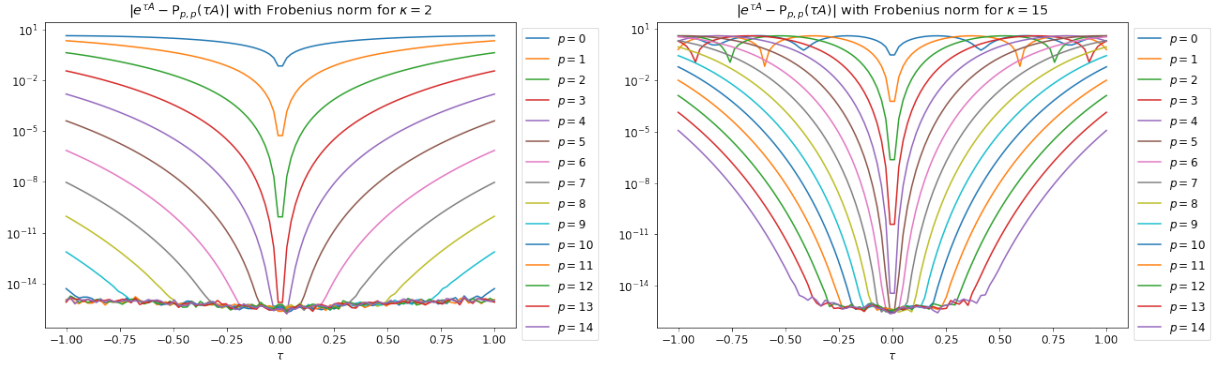 |e^{τA} − P_{p,p}(τA)| with Frobenius norm for κ = 2
10^1
10^{−2}
10^{−5}
10^{−8}
10^{−11}
10^{−14}
−1.00 −0.75 −0.50 −0.25 0.00 0.25 0.50 0.75 1.00
τ
p = 0
p = 1
p = 2
p = 3
p = 4
p = 5
p = 6
p = 7
p = 8
p = 9
p = 10
p = 11
p = 12
p = 13
p = 14
|e^{τA} − P_{p,p}(τA)| with Frobenius norm for κ = 15
10^1
10^{−2}
10^{−5}
10^{−8}
10^{−11}
10^{−14}
−1.00 −0.75 −0.50 −0.25 0.00 0.25 0.50 0.75 1.00
τ
p = 0
p = 1
p = 2
p = 3
p = 4
p = 5
p = 6
p = 7
p = 8
p = 9
p = 10
p = 11
p = 12
p = 13
p = 14